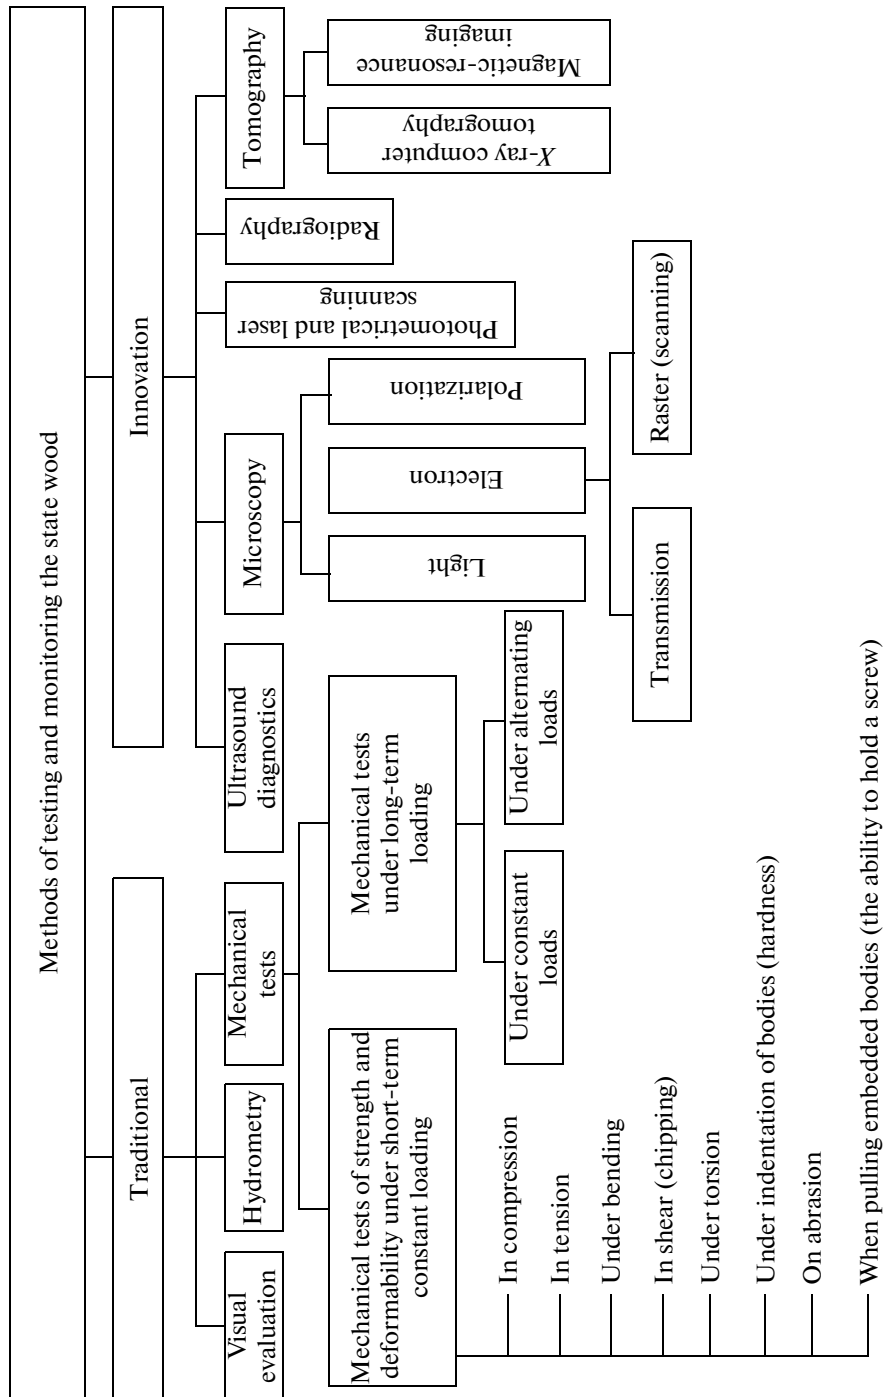 Methods of testing and monitoring the state wood
Traditional
Innovation
Visual
evaluation
Hydrometry
Mechanical
tests
Ultrasound
diagnostics
Microscopy
Photometrical and laser
scanning
Radiography
Tomography
Mechanical tests of strength and
deformability under short-term
constant loading
Mechanical tests
under long-term
loading
Light
Electron
Polarization
X-ray computer
tomography
Magnetic-resonance
imaging
In compression
In tension
Under bending
In shear (chipping)
Under torsion
Under indentation of bodies (hardness)
On abrasion
When pulling embedded bodies (the ability to hold a screw)
Under constant
loads
Under alternating
loads
Transmission
Raster (scanning)